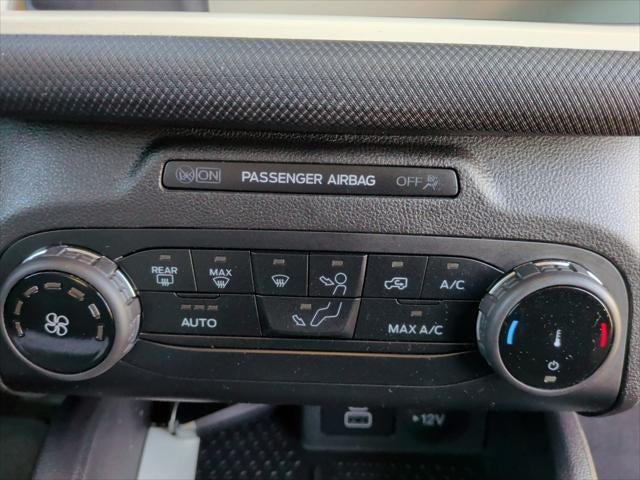 ON PASSENGER AIRBAG OFF
REAR MAX A/C
AUTO MAX A/C
+12V